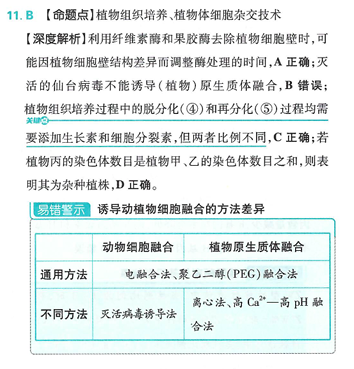 11. B 【命题点】植物组织培养、植物体细胞杂交技术
【深度解析】利用纤维素酶和果胶酶去除植物细胞壁时,可
能因植物细胞壁结构差异而调整酶处理的时间,A 正确;灭
活的仙台病毒不能诱导(植物)原生质体融合,B 错误;
植物组织培养过程中的脱分化(④)和再分化(⑤)过程均需
关键
要添加生长素和细胞分裂素,但两者比例不同,C 正确;若
植物丙的染色体数目是植物甲、乙的染色体数目之和,则表
明其为杂种植株,D 正确。
易错警示 诱导动植物细胞融合的方法差异
动物细胞融合 植物原生质体融合
通用方法 电融合法、聚乙二醇(PEG)融合法
不同方法 灭活病毒诱导法 离心法、高 Ca²⁺—高 pH 融
合法